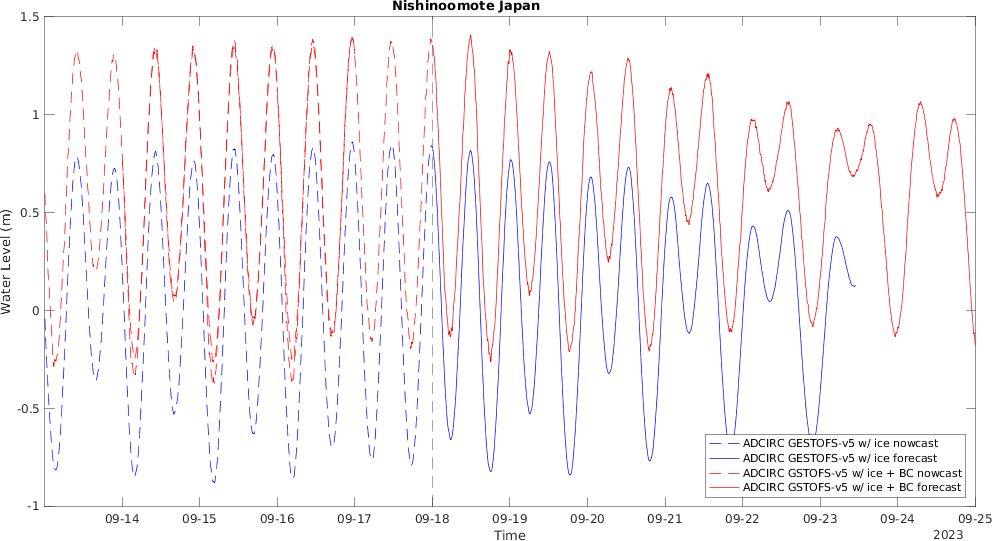 Nishinoomote Japan
Water Level (m)
1.5
1
0.5
0
-0.5
-1
ADCIRC GESTOFS-v5 w/ ice nowcast
ADCIRC GESTOFS-v5 w/ ice forecast
ADCIRC GSTOFS-v5 w/ ice + BC nowcast
ADCIRC GSTOFS-v5 w/ ice + BC forecast
09-14 09-15 09-16 09-17 09-18 09-19 09-20 09-21 09-22 09-23 09-24 09-25
Time
2023